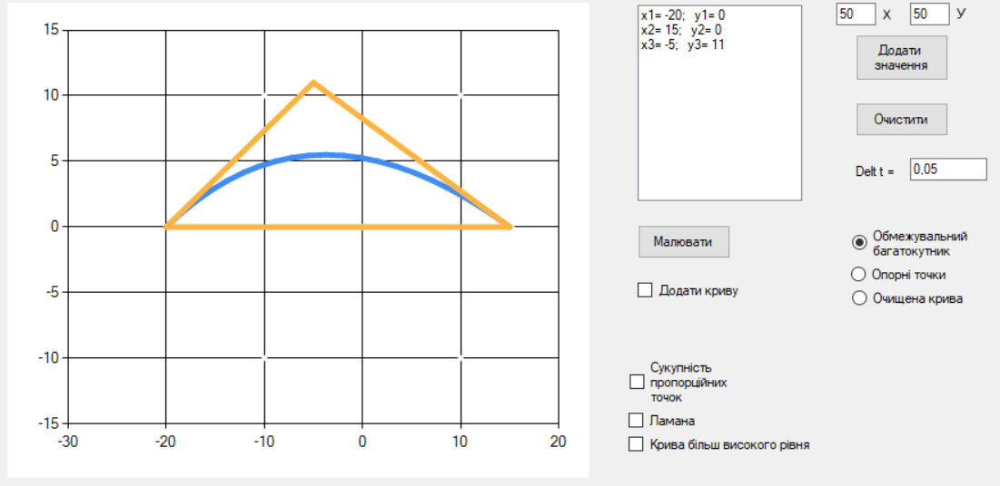 15
10
5
0
-5
-10
-15
-30 -20 -10 0 10 20
x1= -20; y1= 0
x2= 15; y2= 0
x3= -5; y3= 11
50 X 50 У
Додати
значення
Очистити
Delt t = 0,05
Малювати
Додати криву
Обмежувальний
багатокутник
Опорні точки
Очищена крива
Сукупність
пропорційних
точок
Ламана
Крива більш високого рівня